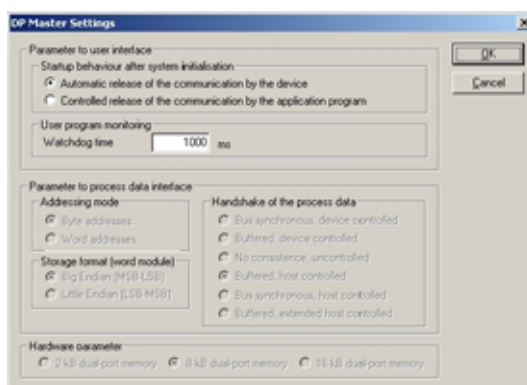 DP Master Settings
Parameter to user interface
Startup behaviour after system initialisation
Automatic release of the communication by the device
Controlled release of the communication by the application program
User program monitoring
Watchdog time 1000 ms
OK
Cancel
Parameter to process data interface
Addressing mode
Byte addresses
Word addresses
Storage format (word module)
Big Endian (MSB-LSB)
Little Endian (LSB-MSB)
Handshake of the process data
Bus synchronous, device controlled
Buffered, device controlled
No consistence, uncontrolled
Buffered, host controlled
Bus synchronous, host controlled
Buffered, extended host controlled
Hardware parameter
2 kB dual-port memory 8 kB dual-port memory 16 kB dual-port memory